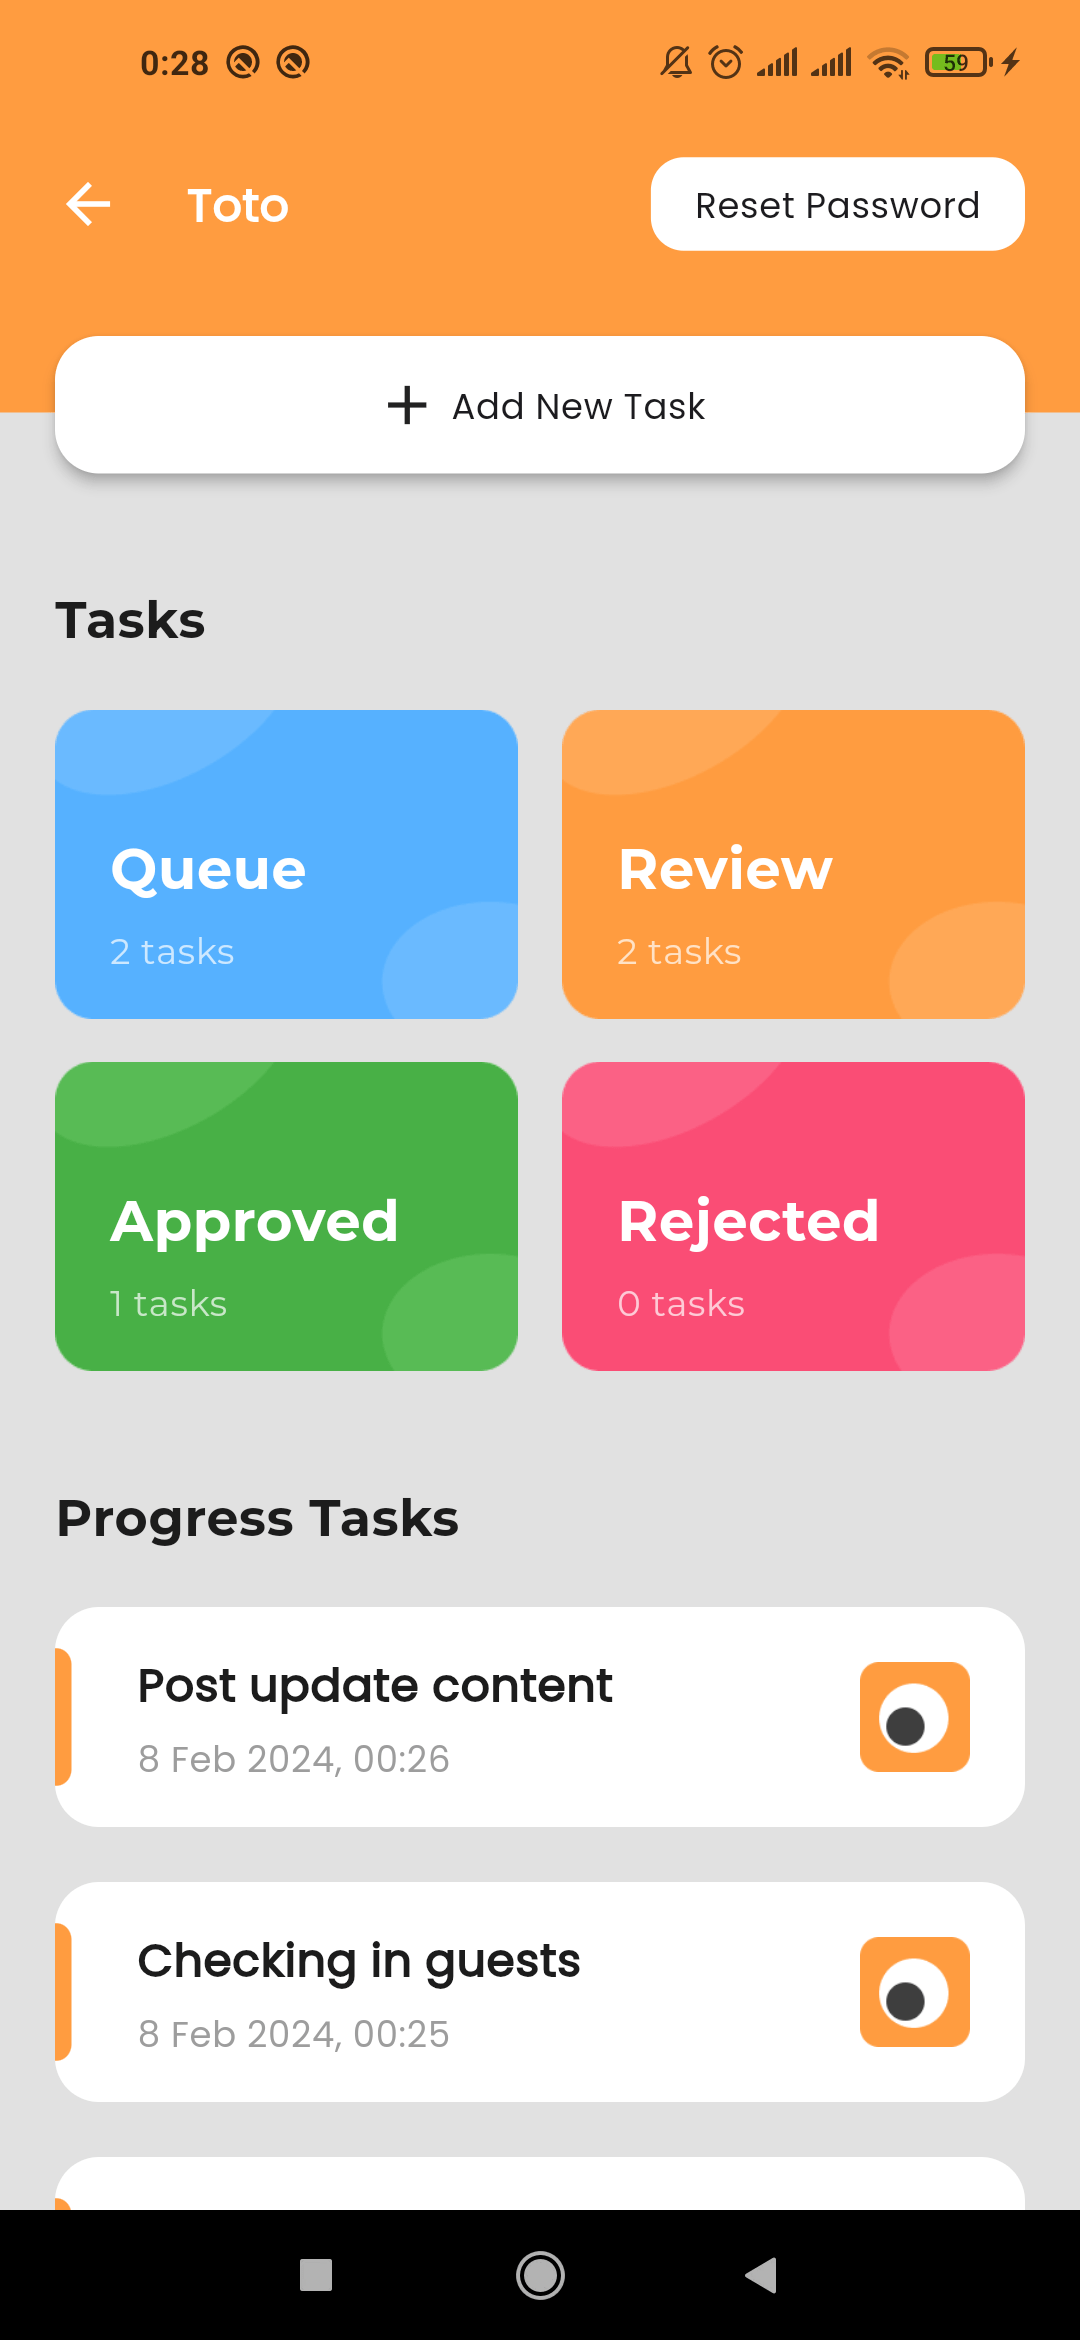 0:28
59
Toto
Reset Password
Add New Task
Tasks
Queue
2 tasks
Review
2 tasks
Approved
1 tasks
Rejected
0 tasks
Progress Tasks
Post update content
8 Feb 2024, 00:26
Checking in guests
8 Feb 2024, 00:25